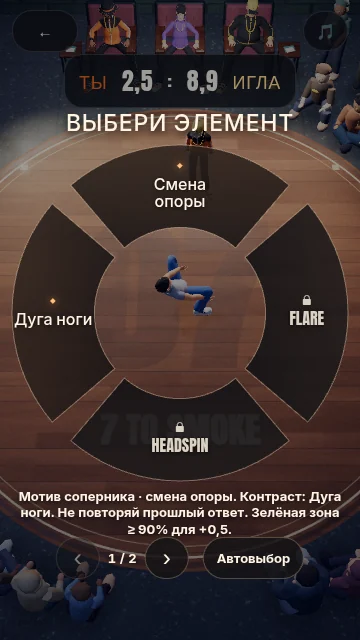 ←
ТЫ 2,5 : 8,9 ИГЛА
ВЫБЕРИ ЭЛЕМЕНТ
Смена
опоры
Дуга ноги
FLARE
7 TO SMOKE
HEADSPIN
Мотив соперника · смена опоры. Контраст: Дуга
ноги. Не повторяй прошлый ответ. Зелёная зона
≥ 90% для +0,5.
‹ 1 / 2 › Автовыбор